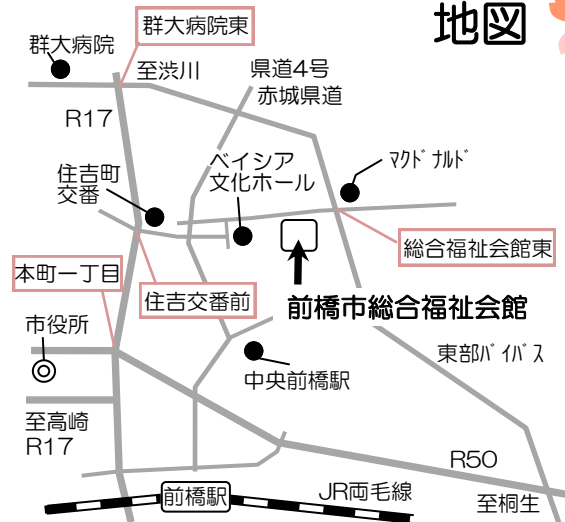 地図
群大病院東
群大病院
至渋川
県道4号
赤城県道
R17
ベイシア
文化ホール
マクドナルド
住吉町
交番
総合福祉会館東
本町一丁目
住吉交番前
前橋市総合福祉会館
市役所
東部バイパス
中央前橋駅
至高崎
R17
R50
前橋駅
JR両毛線
至桐生